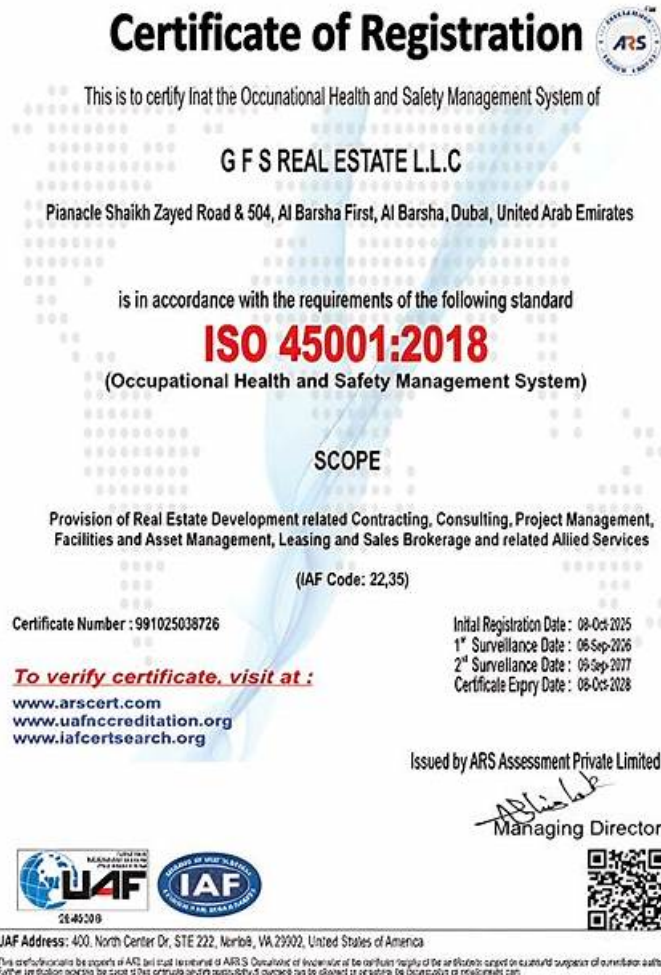 Certificate of Registration
ARS
This is to certify Inat the Occunational Health and Safety Management System of
G F S REAL ESTATE L.L.C
Pianacle Shaikh Zayed Road & 504, Al Barsha First, Al Barsha, Dubai, United Arab Emirates
is in accordance with the requirements of the following standard
ISO 45001:2018
(Occupational Health and Safety Management System)
SCOPE
Provision of Real Estate Development related Contracting, Consulting, Project Management,
Facilities and Asset Management, Leasing and Sales Brokerage and related Allied Services
(IAF Code: 22,35)
Certificate Number : 991025038726
Initial Registration Date : 08-Oct-2025
1st Surveillance Date : 06-Sep-2026
2nd Surveillance Date : 06-Sep-2027
Certificate Expry Date : 08-Oct-2028
To verify certificate, visit at :
www.arscert.com
www.uafnccreditation.org
www.iafcertsearch.org
Issued by ARS Assessment Private Limited
Managing Director
UAF
IAF
UAF Address: 400, North Center Dr, STE 222, VA 29002, United States of America